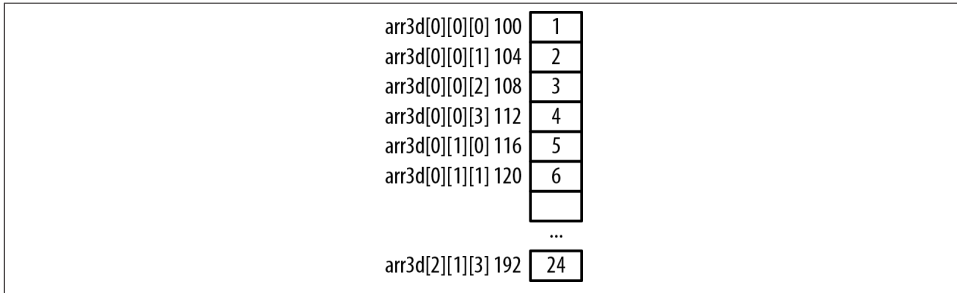 arr3d[0][0][0] 100 1
arr3d[0][0][1] 104 2
arr3d[0][0][2] 108 3
arr3d[0][0][3] 112 4
arr3d[0][1][0] 116 5
arr3d[0][1][1] 120 6
...
arr3d[2][1][3] 192 24